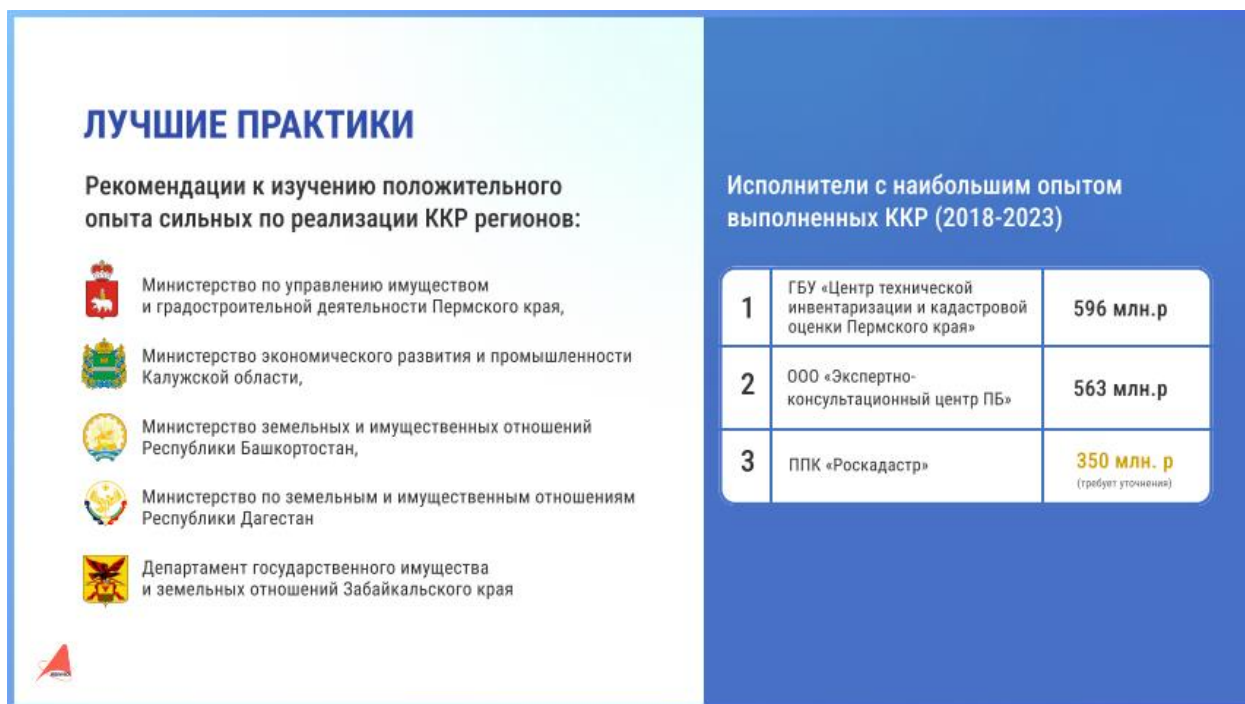 ЛУЧШИЕ ПРАКТИКИ
Рекомендации к изучению положительного
опыта сильных по реализации ККР регионов:
Министерство по управлению имуществом
и градостроительной деятельности Пермского края,
Министерство экономического развития и промышленности
Калужской области,
Министерство земельных и имущественных отношений
Республики Башкортостан,
Министерство по земельным и имущественным отношениям
Республики Дагестан
Департамент государственного имущества
и земельных отношений Забайкальского края
Исполнители с наибольшим опытом
выполненных ККР (2018-2023)
1
ГБУ «Центр технической
инвентаризации и кадастровой
оценки Пермского края»
596 млн.р
2
ООО «Экспертно-
консультационный центр ПБ»
563 млн.р
3
ППК «Роскадастр»
350 млн. р
(требует уточнения)